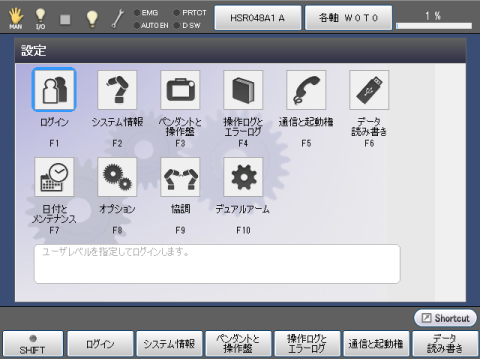 MAN
I/O
EMG
PRTCT
AUTO EN
D SW
HSR048A1 A
各軸 W0T0
1 %
設定
ログイン
F1
システム情報
F2
ペンダントと
操作盤
F3
操作ログと
エラーログ
F4
通信と起動権
F5
データ
読み書き
F6
日付と
メンテナンス
F7
オプション
F8
協調
F9
デュアルアーム
F10
ユーザレベルを指定してログインします。
Shortcut
SHIFT
ログイン
システム情報
ペンダントと
操作盤
操作ログと
エラーログ
通信と起動権
データ
読み書き